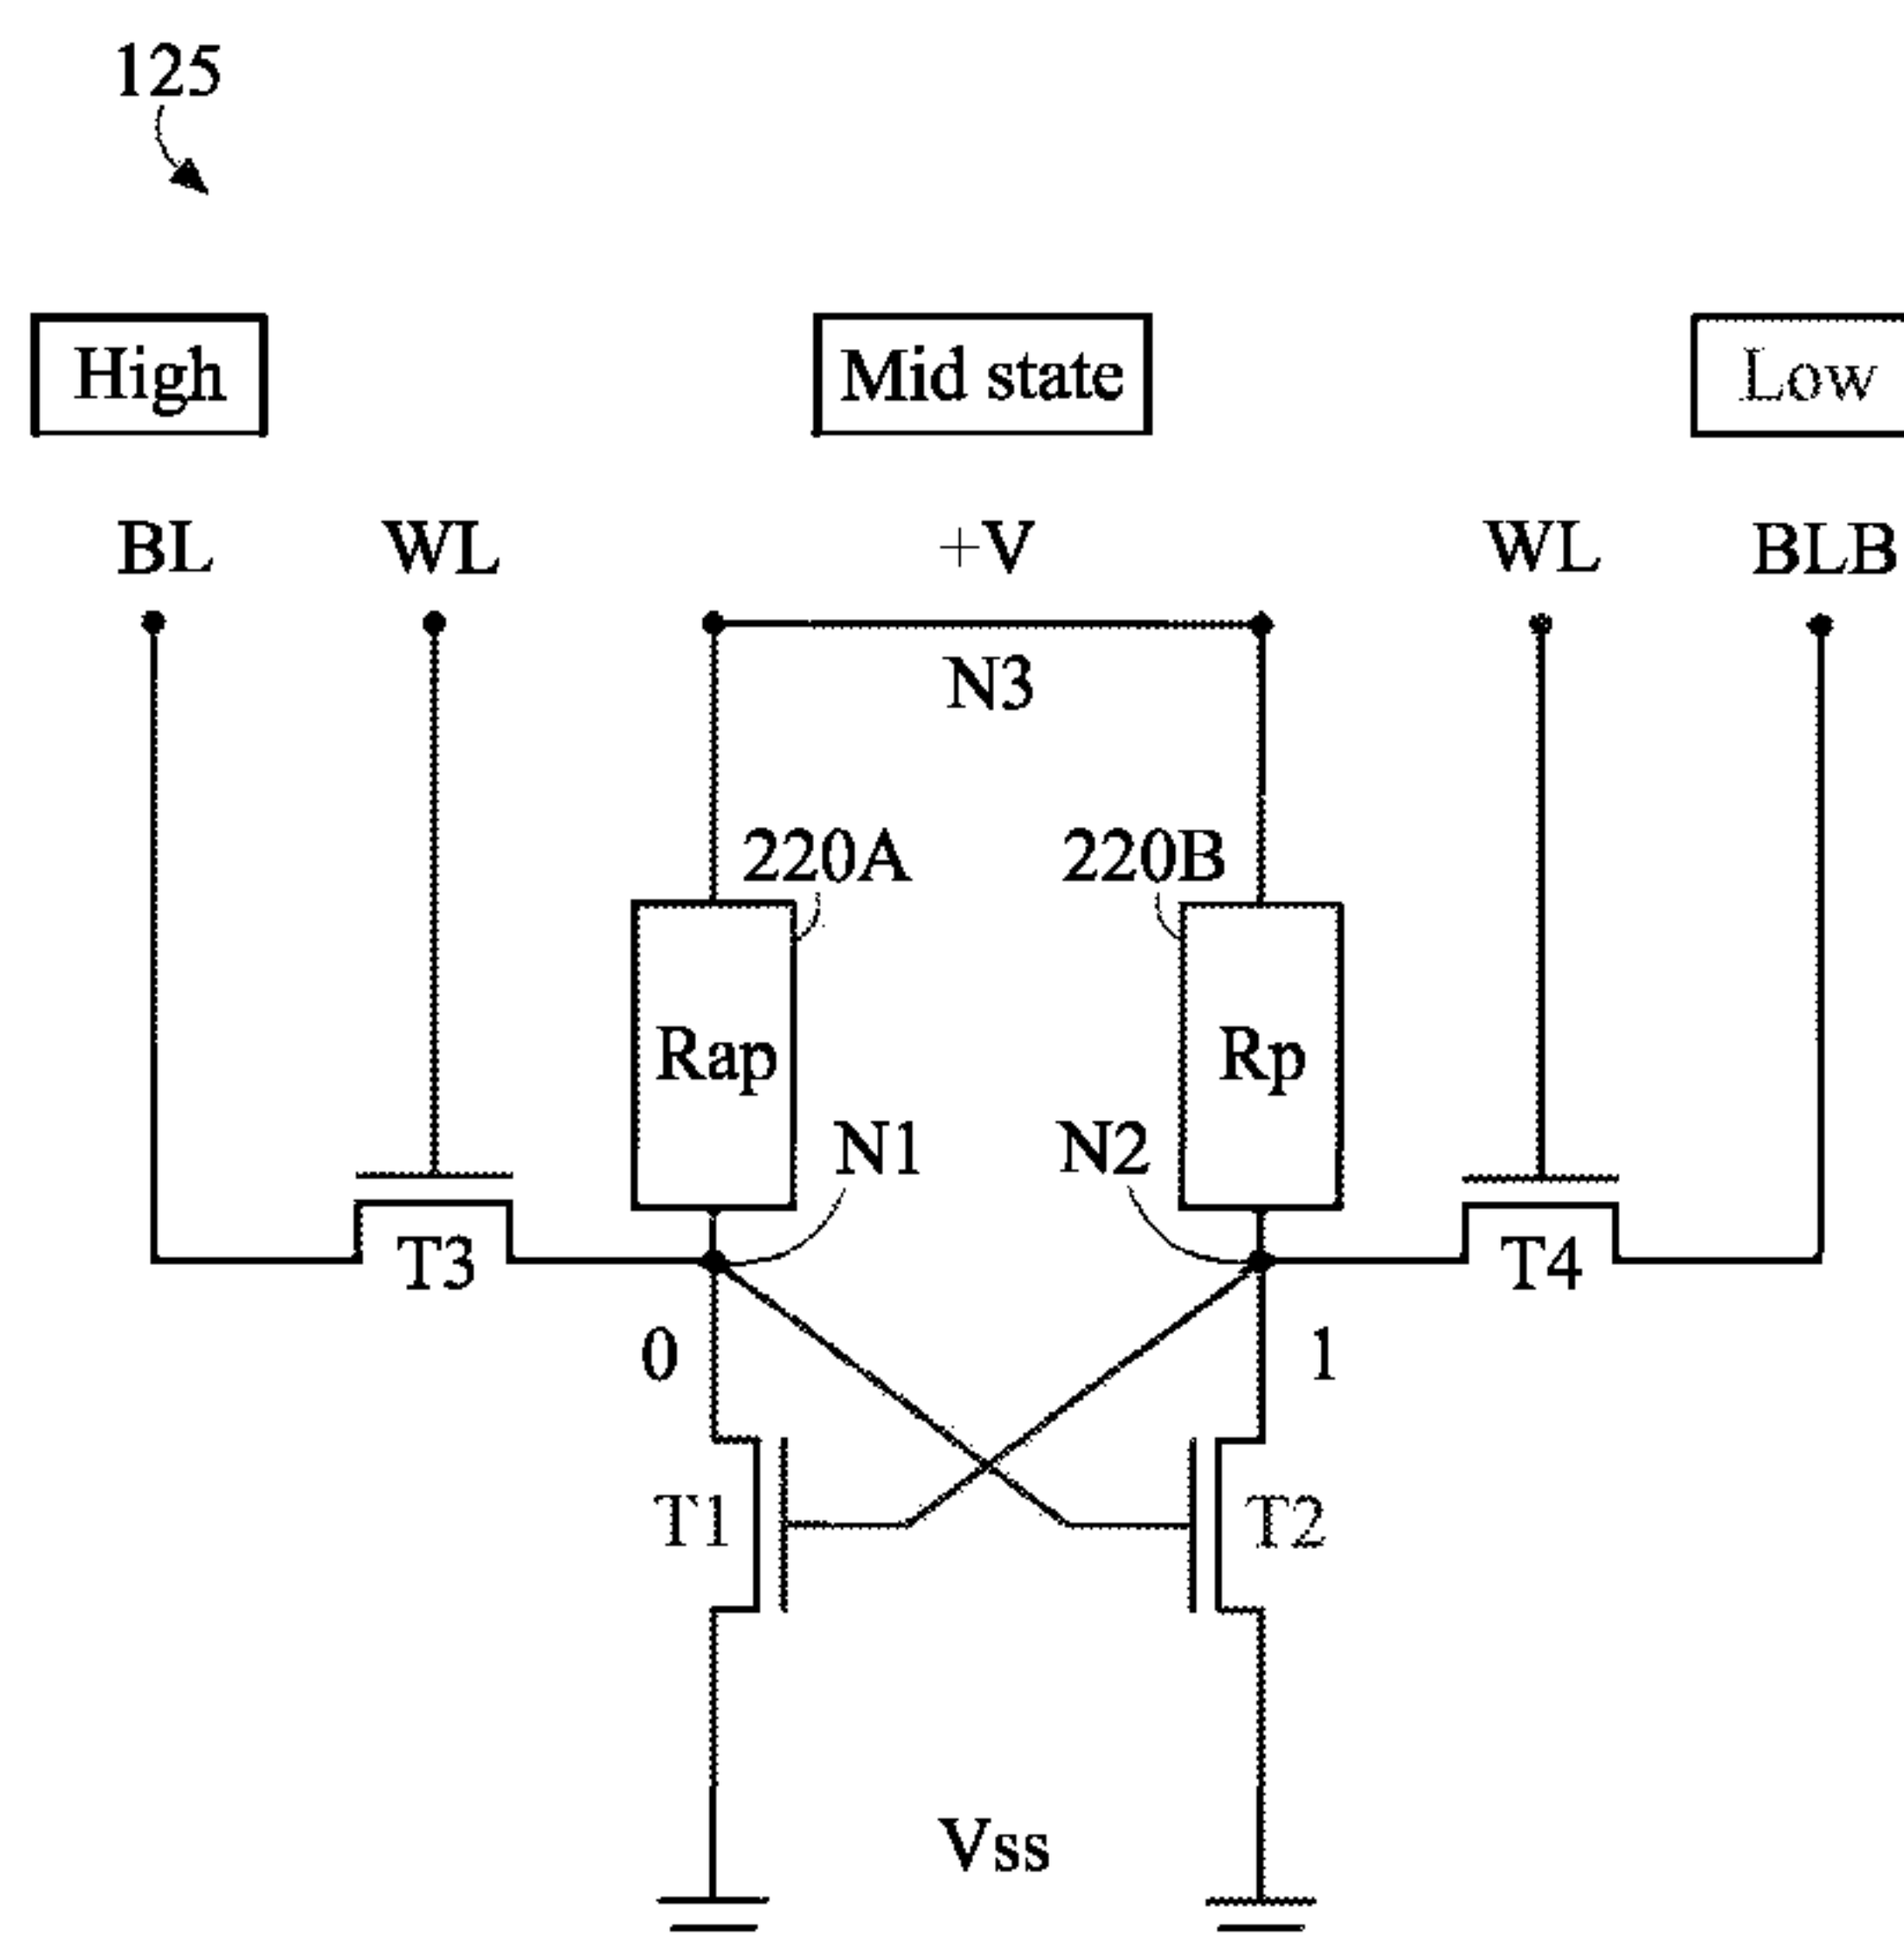 125
High Mid state Low
BL WL +V WL BLB
N3
220A 220B
Rap Rp
N1 N2
T3 T4
0 1
T1 T2
Vss